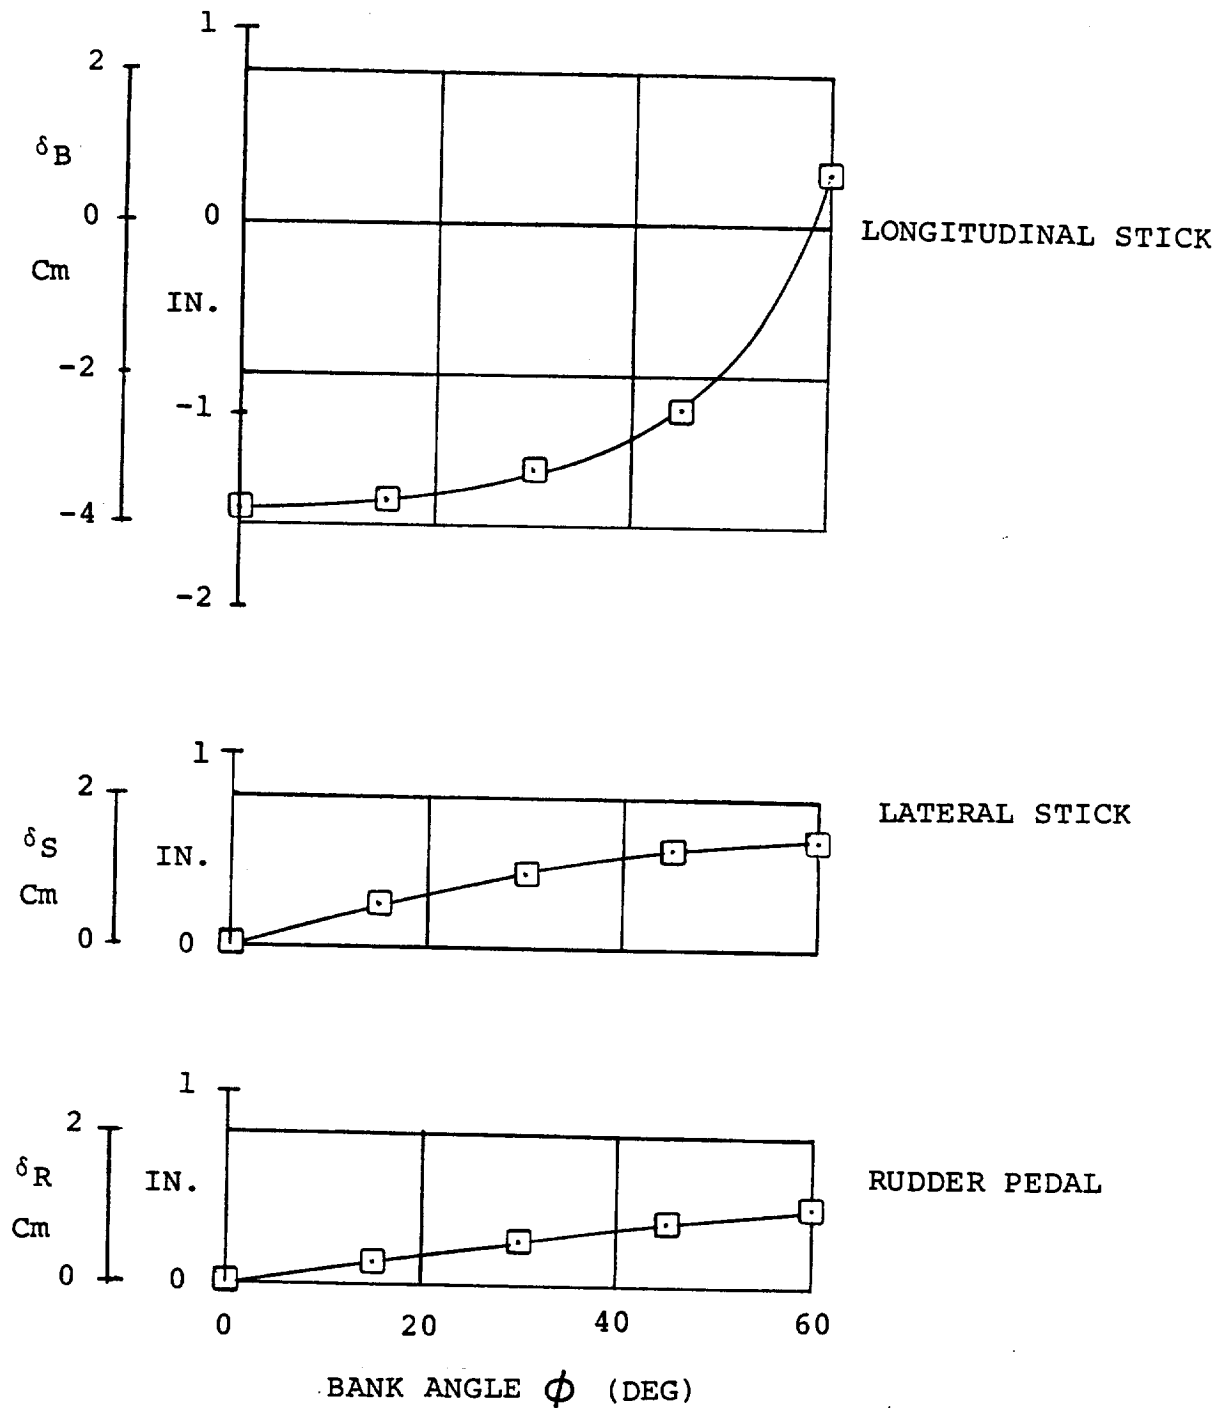 1
2
δB
0
0
LONGITUDINAL STICK
Cm
IN.
-2
-1
-4
-2
1
2
LATERAL STICK
δS
IN.
Cm
0
0
1
2
δR
IN.
RUDDER PEDAL
Cm
0
0
0 20 40 60
BANK ANGLE ϕ (DEG)